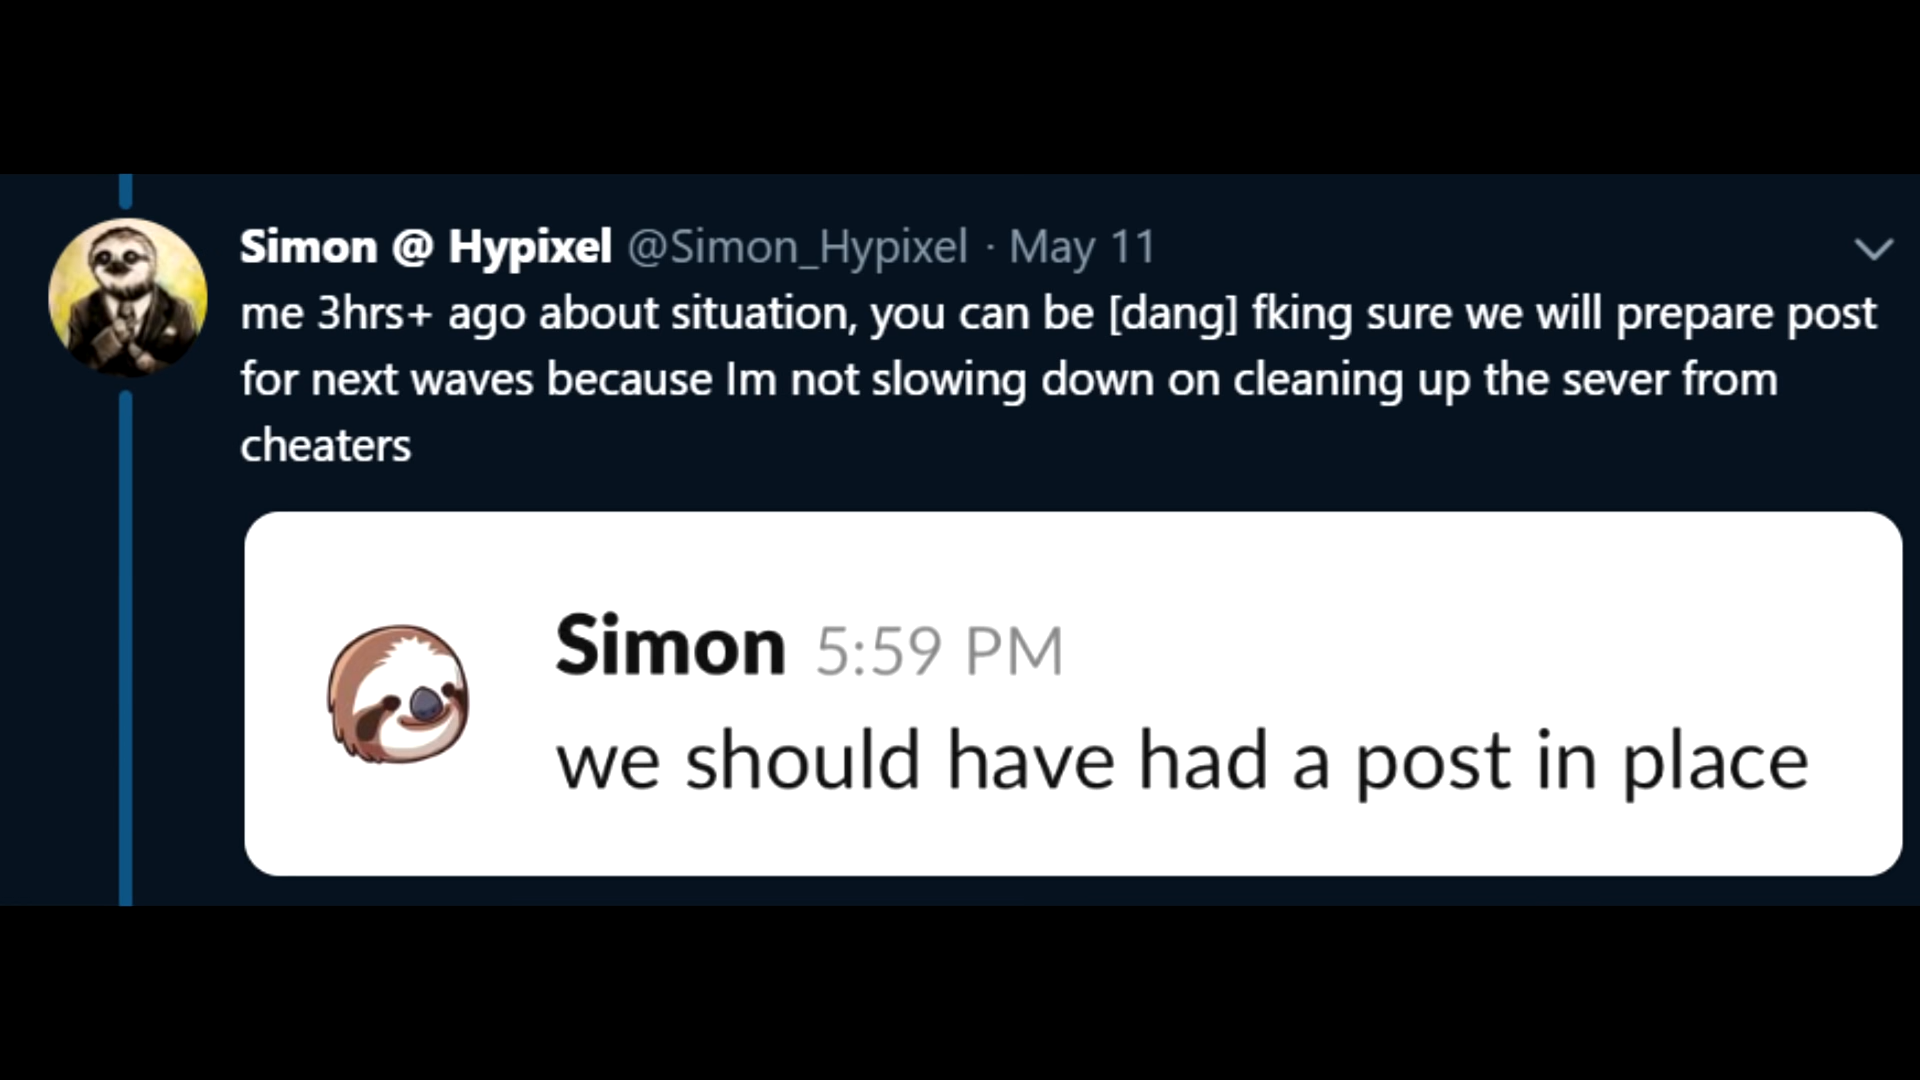 Simon @ Hypixel @Simon_Hypixel · May 11
me 3hrs+ ago about situation, you can be [dang] fking sure we will prepare post
for next waves because Im not slowing down on cleaning up the sever from
cheaters
Simon 5:59 PM
we should have had a post in place